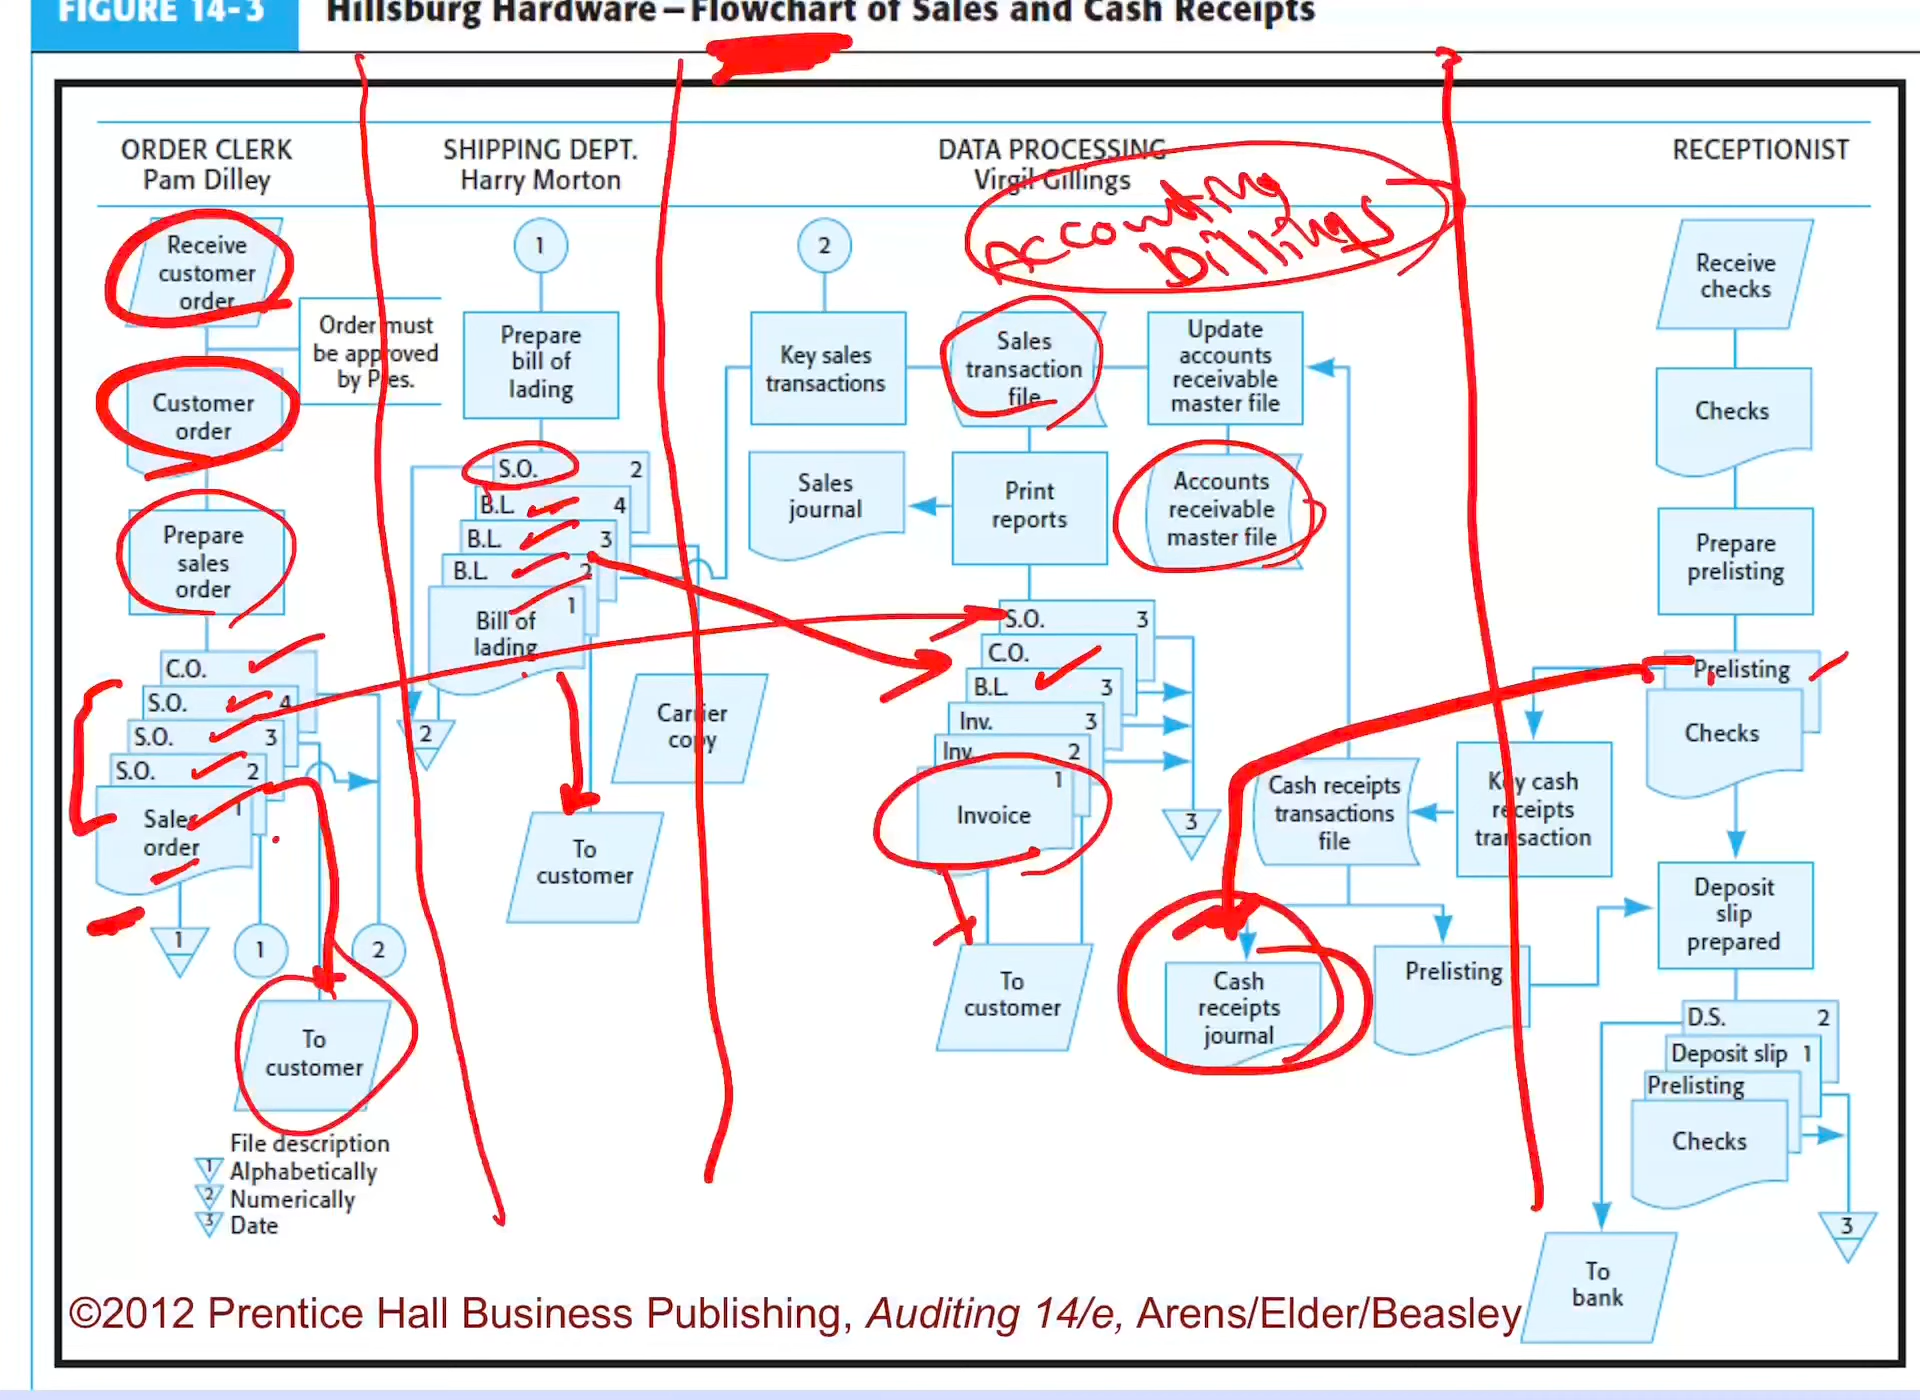 FIGURE 14-3
Hillsburg Hardware—Flowchart of Sales and Cash Receipts
ORDER CLERK
Pam Dilley
SHIPPING DEPT.
Harry Morton
DATA PROCESSING
Virgil Gillings
RECEPTIONIST
Accounting
billings
Receive
customer
order
Order must
be approved
by Pres.
Customer
order
Prepare
sales
order
C.O.
S.O. 4
S.O. 3
S.O. 2
Sales
order
1
1
1
2
To
customer
File description
1 Alphabetically
2 Numerically
3 Date
1
Prepare
bill of
lading
S.O. 2
B.L. 4
B.L. 3
B.L. 2
Bill of
lading
1
2
Carrier
copy
To
customer
2
Key sales
transactions
Sales
transaction
file
Update
accounts
receivable
master file
Sales
journal
Print
reports
Accounts
receivable
master file
S.O. 3
C.O.
B.L. 3
Inv. 3
Inv. 2
1
Invoice
3
To
customer
Cash receipts
transactions
file
Key cash
receipts
transaction
Cash
receipts
journal
Prelisting
Receive
checks
Checks
Prepare
prelisting
Prelisting
Checks
Deposit
slip
prepared
D.S. 2
Deposit slip 1
Prelisting
Checks
3
To
bank
©2012 Prentice Hall Business Publishing, Auditing 14/e, Arens/Elder/Beasley